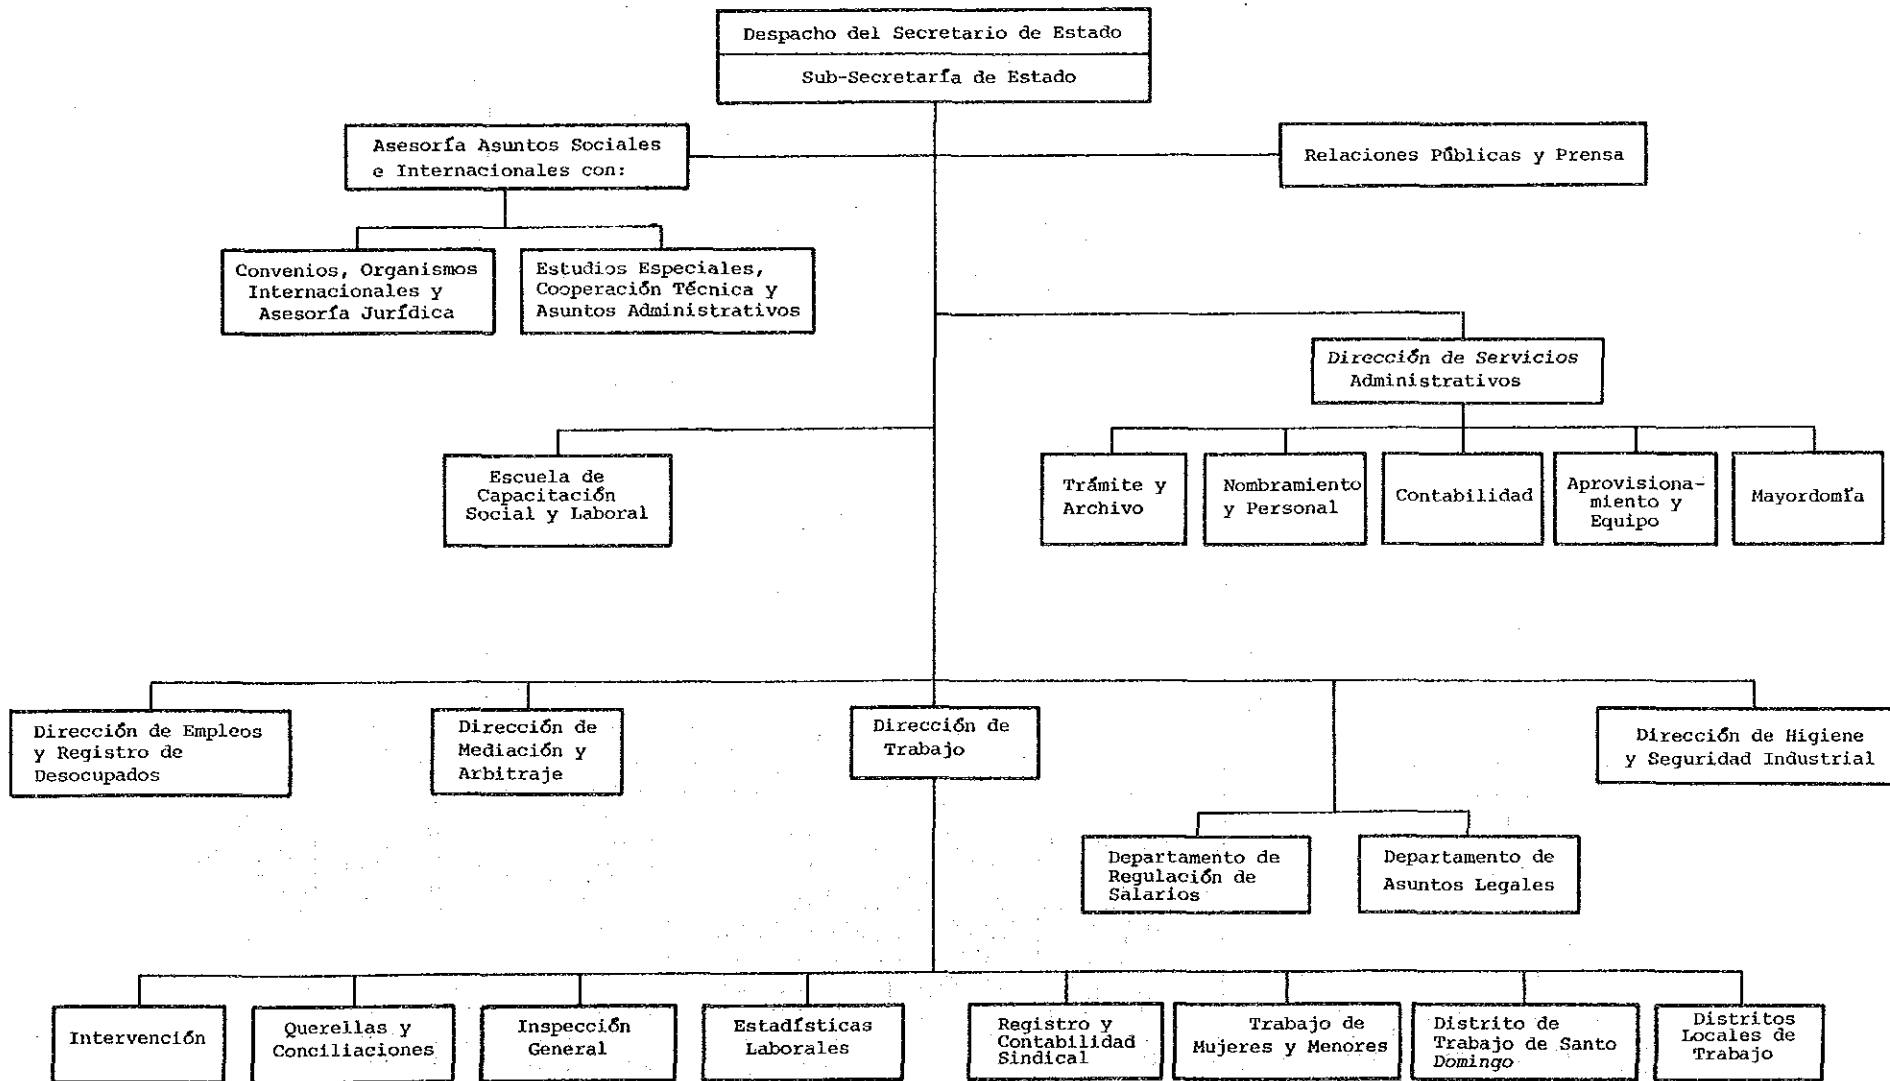 Despacho del Secretario de Estado
Sub-Secretaría de Estado
Asesoría Asuntos Sociales
e Internacionales con:
Relaciones Públicas y Prensa
Convenios, Organismos
Internacionales y
Asesoría Jurídica
Estudios Especiales,
Cooperación Técnica y
Asuntos Administrativos
Dirección de Servicios
Administrativos
Escuela de
Capacitación
Social y Laboral
Trámite y
Archivo
Nombramiento
y Personal
Contabilidad
Aprovisiona-
miento y
Equipo
Mayordomía
Dirección de Empleos
y Registro de
Desocupados
Dirección de
Mediación y
Arbitraje
Dirección de
Trabajo
Dirección de Higiene
y Seguridad Industrial
Departamento de
Regulación de
Salarios
Departamento de
Asuntos Legales
Intervención
Querellas y
Conciliaciones
Inspección
General
Estadísticas
Laborales
Registro y
Contabilidad
Sindical
Trabajo de
Mujeres y Menores
Distrito de
Trabajo de Santo
Domingo
Distritos
Locales de
Trabajo